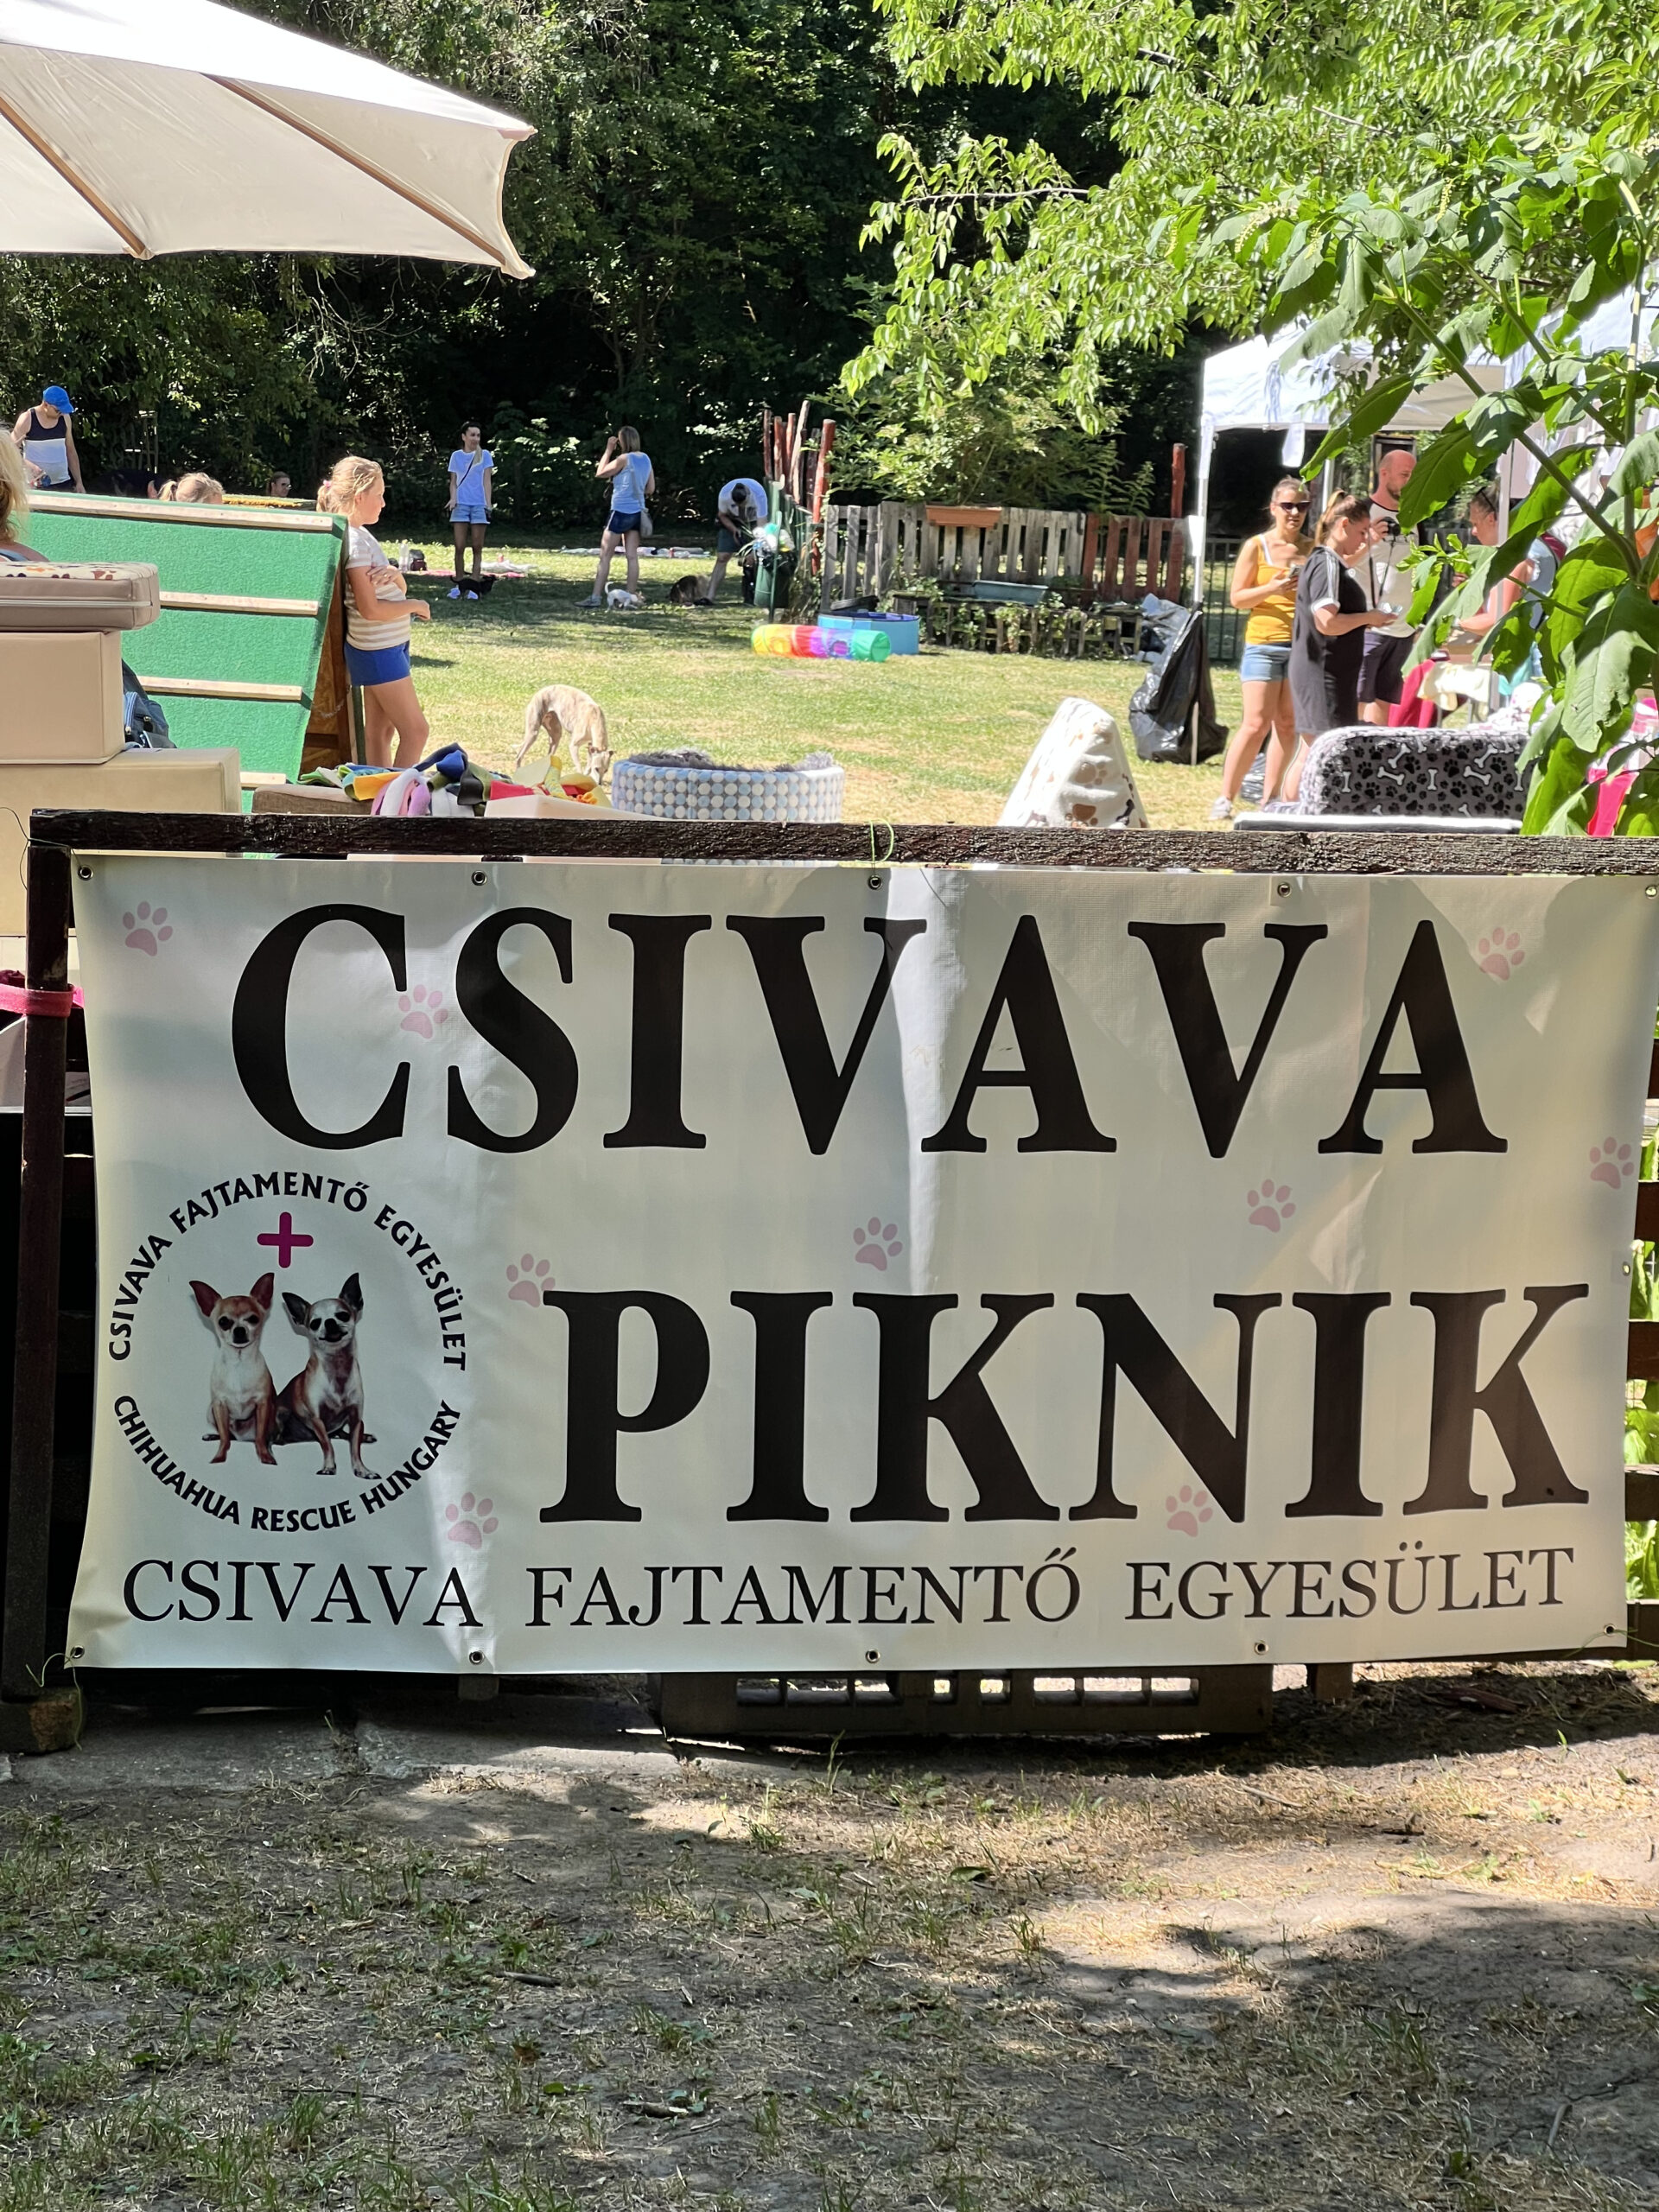 CSIVAVA
CSIVAVA FAJTAMENTŐ EGYESÜLET
CHIHUAHUA RESCUE HUNGARY
PIKNIK
CSIVAVA FAJTAMENTŐ EGYESÜLET